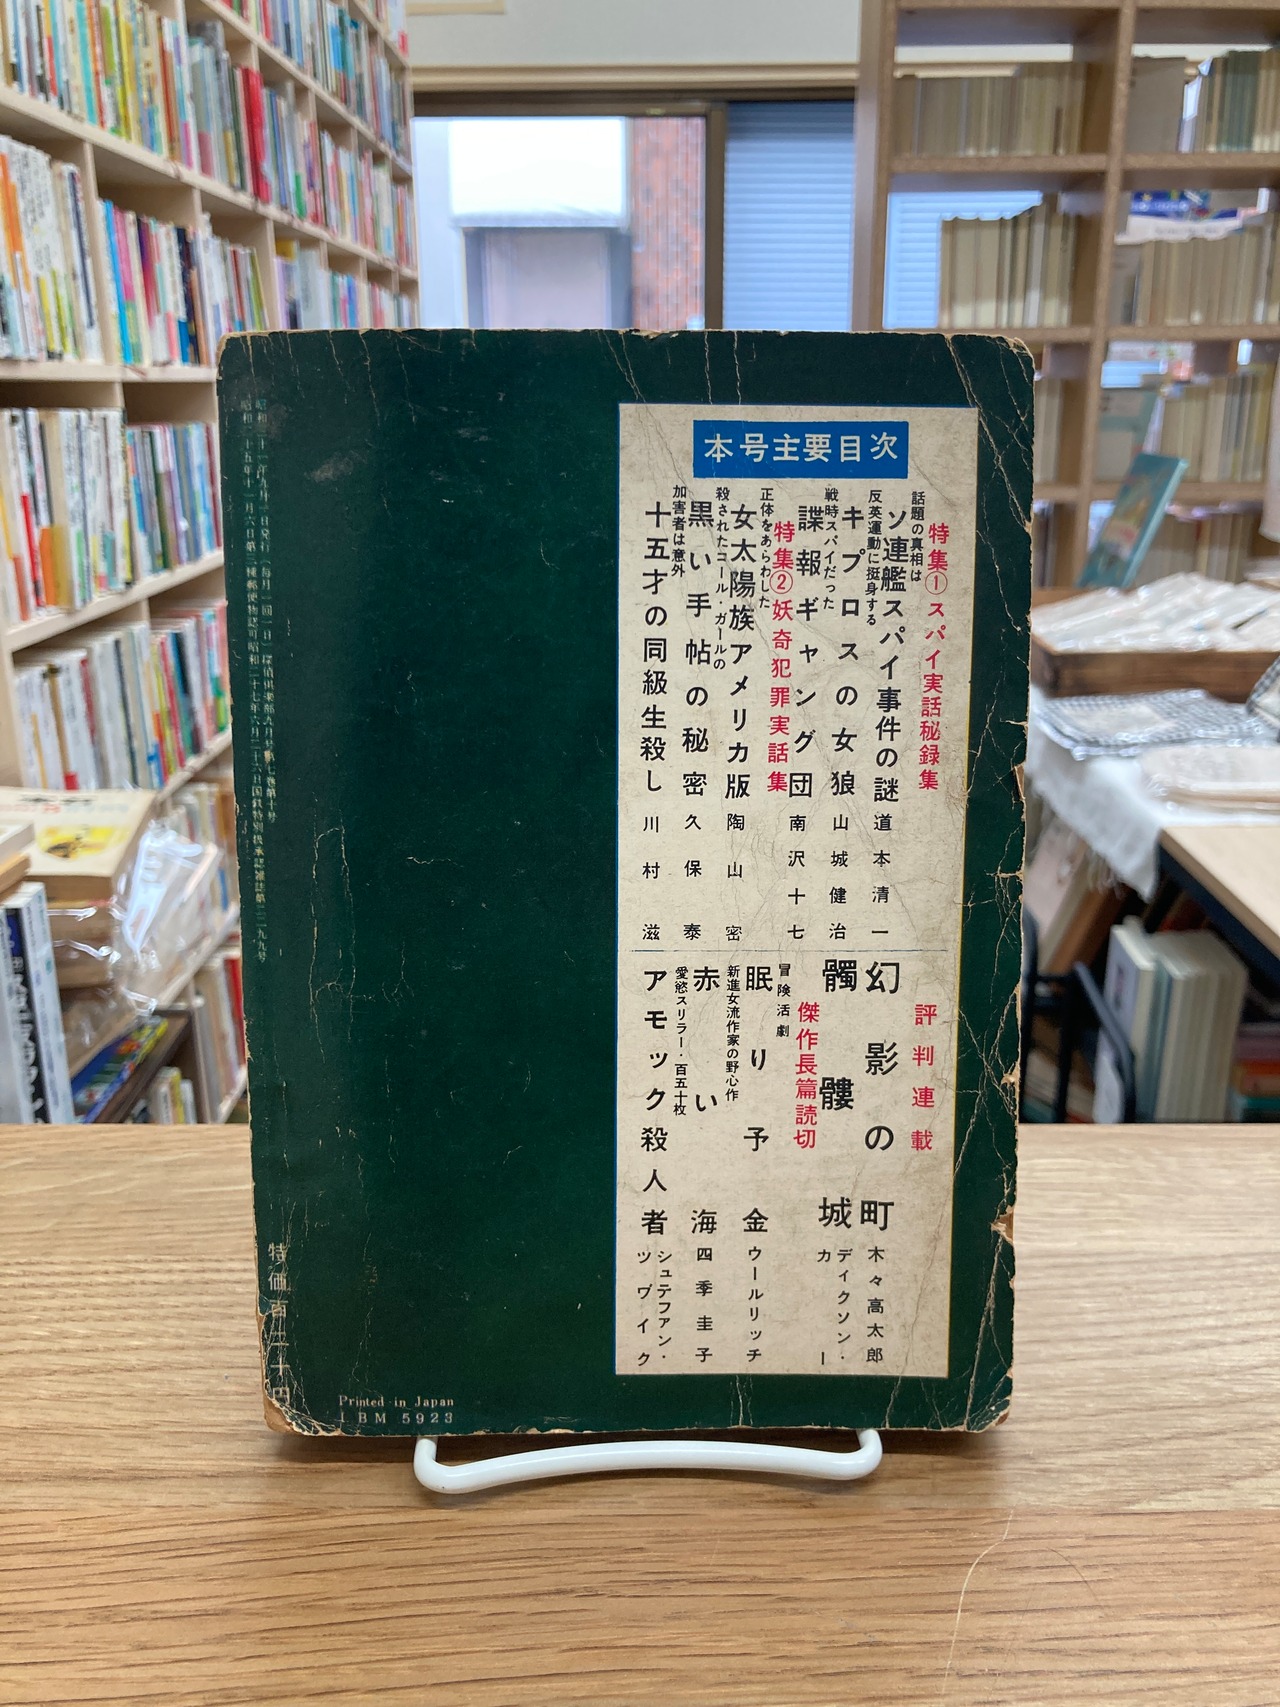 本号主要目次
特集①スパイ実話秘録集
話題の真相は
ソ連艦スパイ事件の謎 道本清一
反英運動に挺身する
キプロスの女狼 山城健治
戦時スパイだった
諜報ギャング団 南沢十七
特集②妖奇犯罪実話集
正体をあらわした
女太陽族アメリカ版 陶山密
殺されたコール・ガールの
黒い手帖の秘密 久保泰
加害者は意外
十五才の同級生殺し 川村滋
評判連載
幻影の町 木々高太郎
髑髏城 ディクソン・カー
傑作長篇読切
冒険活劇
眠り予金 ウールリッチ
新進女流作家の野心作
赤い海 四季圭子
愛慾スリラー・百五十枚
アモック殺人者 シュテファン・ツワイク
特価百二十円
Printed in Japan
I B M 5923